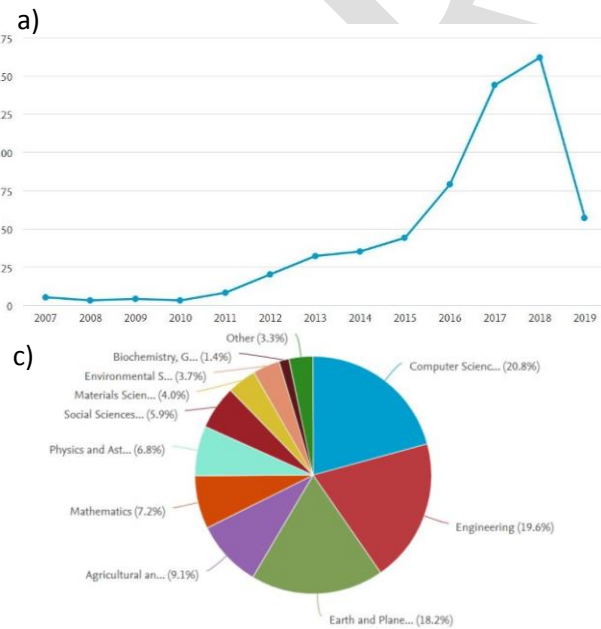 a)
75
50
25
00
75
50
25
0
2007 2008 2009 2010 2011 2012 2013 2014 2015 2016 2017 2018 2019
c)
Other (3.3%)
Biochemistry, G... (1.4%)
Environmental S... (3.7%)
Materials Scien... (4.0%)
Social Sciences... (5.9%)
Physics and Ast... (6.8%)
Mathematics (7.2%)
Agricultural an... (9.1%)
Computer Scienc... (20.8%)
Engineering (19.6%)
Earth and Plane... (18.2%)